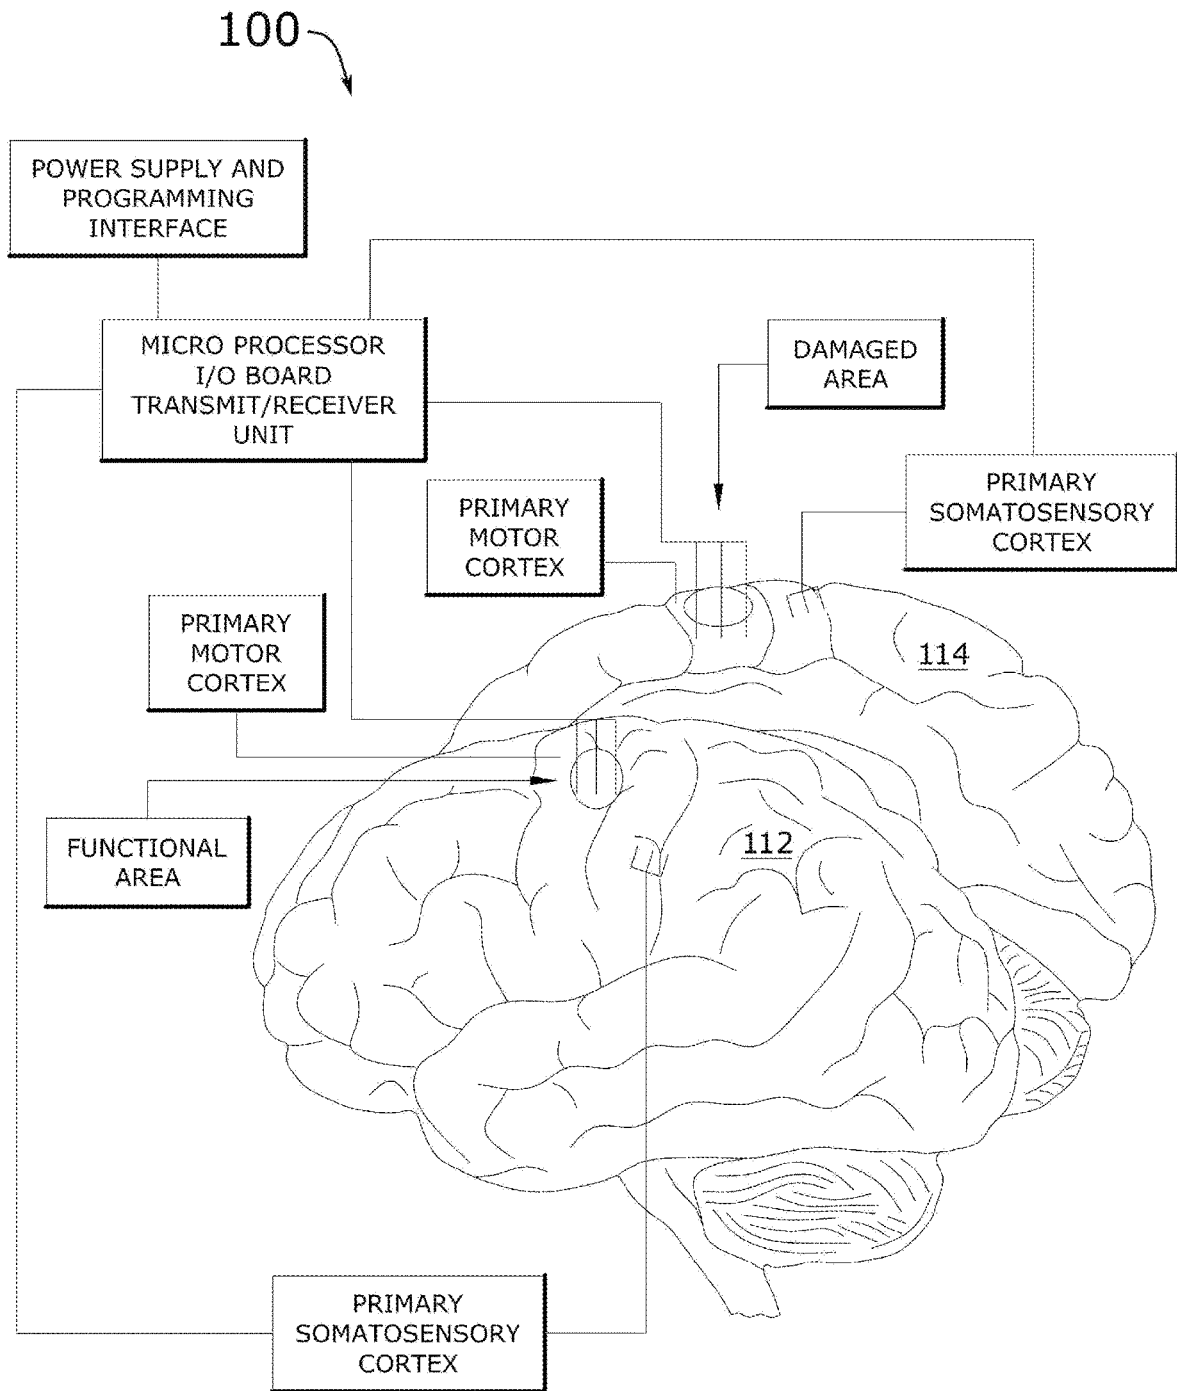 100
POWER SUPPLY AND
PROGRAMMING
INTERFACE
MICRO PROCESSOR
I/O BOARD
TRANSMIT/RECEIVER
UNIT
DAMAGED
AREA
PRIMARY
MOTOR
CORTEX
PRIMARY
SOMATOSENSORY
CORTEX
PRIMARY
MOTOR
CORTEX
114
FUNCTIONAL
AREA
112
PRIMARY
SOMATOSENSORY
CORTEX